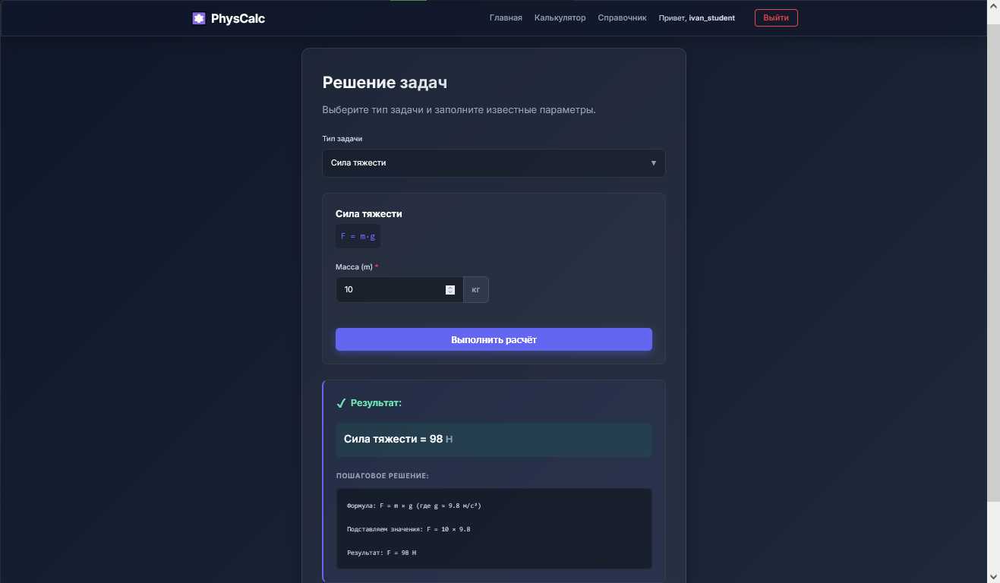 PhysCalc
Главная Калькулятор Справочник Привет, ivan_student Выйти
Решение задач
Выберите тип задачи и заполните известные параметры.
Тип задачи
Сила тяжести
Сила тяжести
F = m·g
Масса (m) *
10 кг
Выполнить расчёт
✓ Результат:
Сила тяжести = 98 Н
ПОШАГОВОЕ РЕШЕНИЕ:
Формула: F = m × g (где g = 9.8 м/с²)
Подставляем значения: F = 10 × 9.8
Результат: F = 98 Н